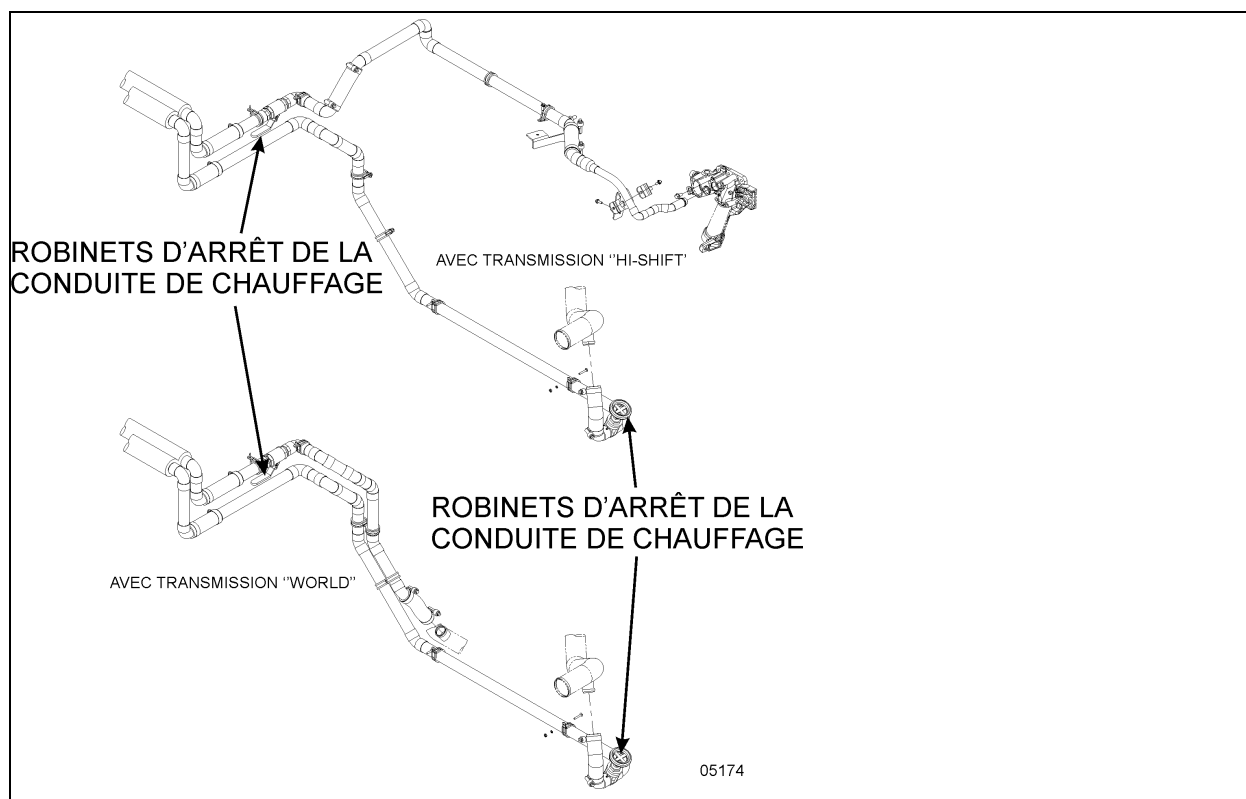 ROBINETS D'ARRÊT DE LA
CONDUITE DE CHAUFFAGE
AVEC TRANSMISSION "HI-SHIFT'
ROBINETS D'ARRÊT DE LA
CONDUITE DE CHAUFFAGE
AVEC TRANSMISSION "WORLD"
05174